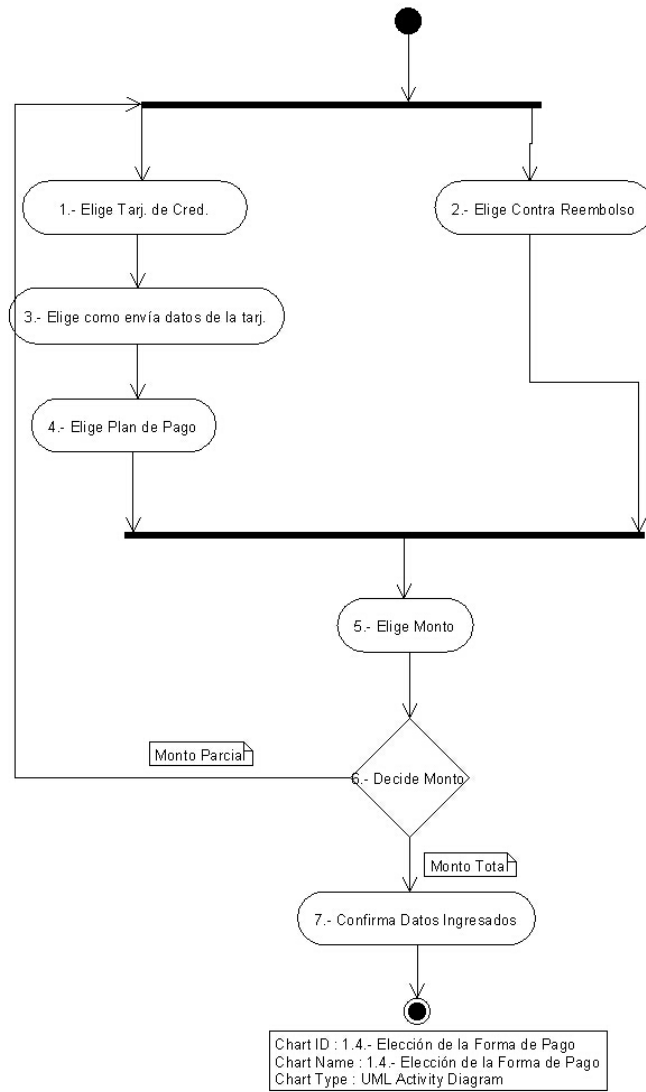 1.- Elige Tarj. de Cred.
2.- Elige Contra Reembolso
3.- Elige como envía datos de la tarj.
4.- Elige Plan de Pago
5.- Elige Monto
Monto Parcial
6.- Decide Monto
Monto Total
7.- Confirma Datos Ingresados
Chart ID : 1.4.- Elección de la Forma de Pago
Chart Name : 1.4.- Elección de la Forma de Pago
Chart Type : UML Activity Diagram